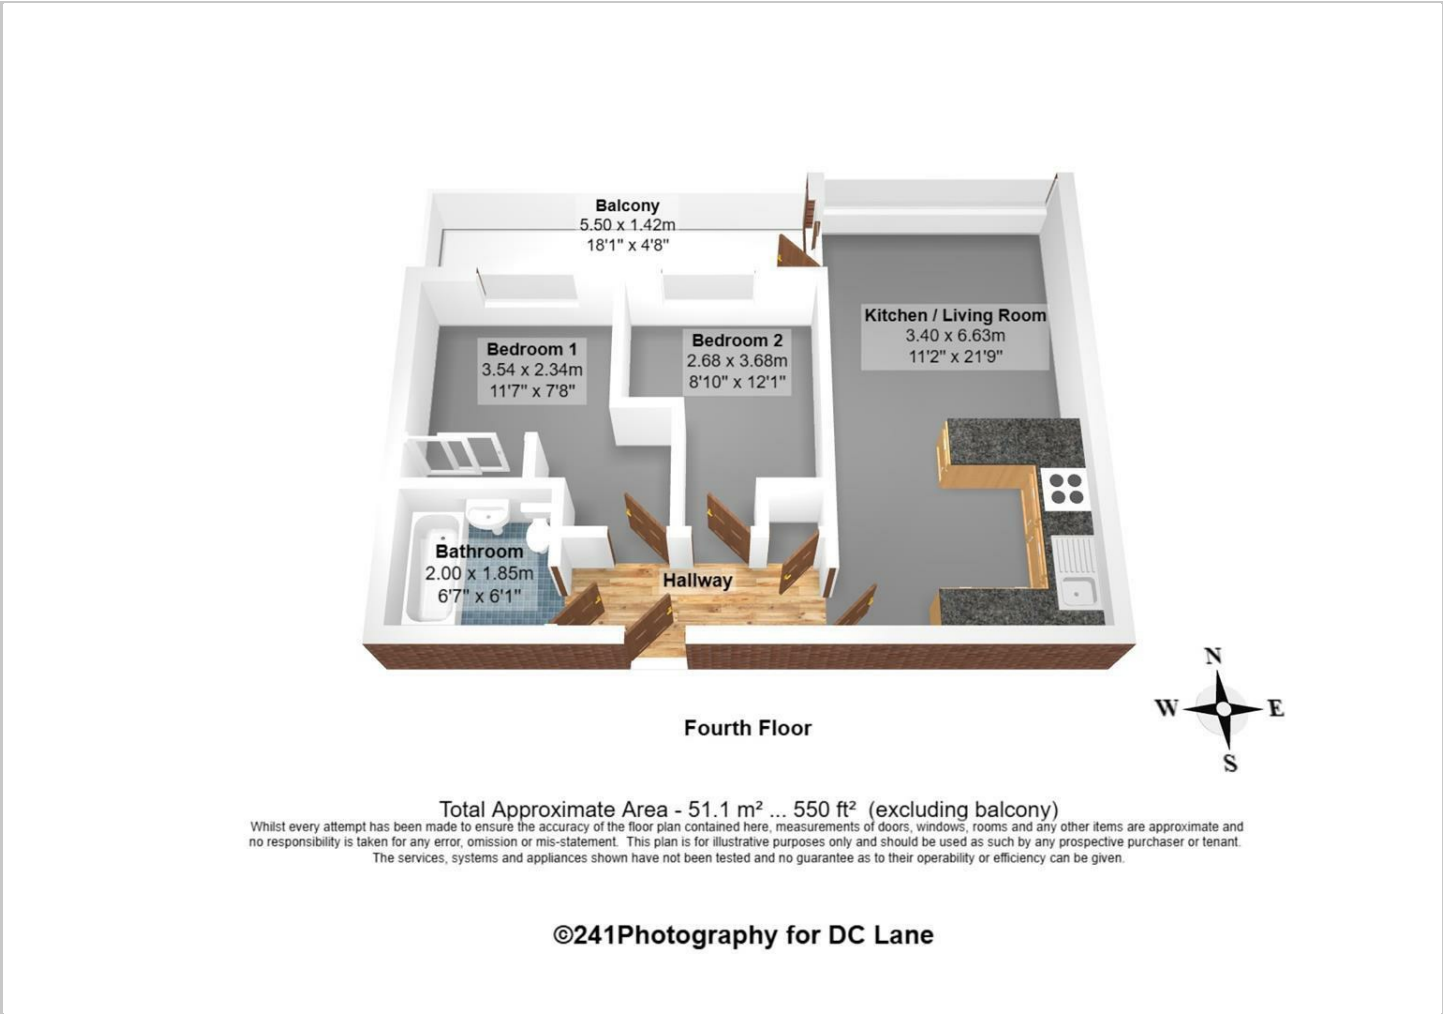 Balcony
5.50 x 1.42m
18'1" x 4'8"
Kitchen / Living Room
3.40 x 6.63m
11'2" x 21'9"
Bedroom 1
3.54 x 2.34m
11'7" x 7'8"
Bedroom 2
2.68 x 3.68m
8'10" x 12'1"
Bathroom
2.00 x 1.85m
6'7" x 6'1"
Hallway
N
W E
S
Fourth Floor
Total Approximate Area - 51.1 m² ... 550 ft² (excluding balcony)
Whilst every attempt has been made to ensure the accuracy of the floor plan contained here, measurements of doors, windows, rooms and any other items are approximate and
no responsibility is taken for any error, omission or mis-statement. This plan is for illustrative purposes only and should be used as such by any prospective purchaser or tenant.
The services, systems and appliances shown have not been tested and no guarantee as to their operability or efficiency can be given.
©241Photography for DC Lane